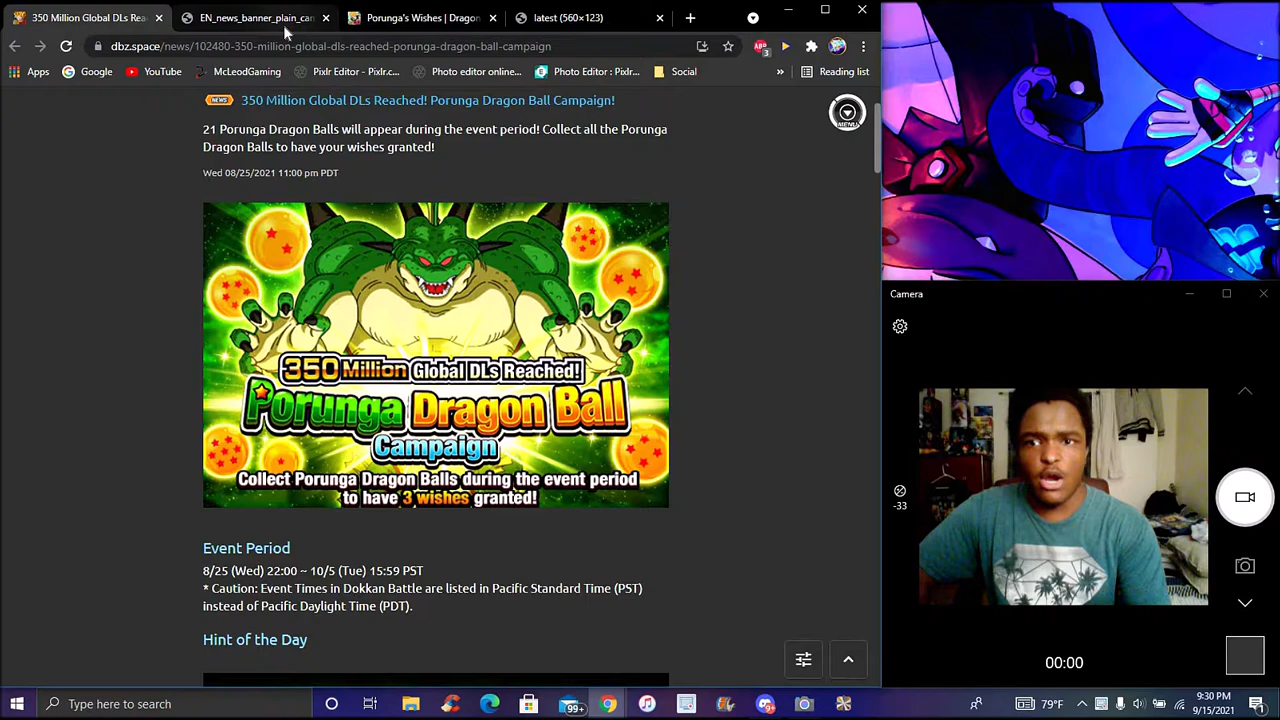 350 Million Global DLs Reac
EN_news_banner_plain_can
Porunga's Wishes | Dragon
latest (560×123)
dbz.space/news/102480-350-million-global-dls-reached-porunga-dragon-ball-campaign
3
Apps
Google
YouTube
McLeodGaming
Pixlr Editor - Pixlr.c...
Photo editor online...
Photo Editor : Pixlr...
Social
»
Reading list
NEWS
350 Million Global DLs Reached! Porunga Dragon Ball Campaign!
MENU
21 Porunga Dragon Balls will appear during the event period! Collect all the Porunga
Dragon Balls to have your wishes granted!
Wed 08/25/2021 11:00 pm PDT
350 Million Global DLs Reached!
Porunga Dragon Ball
Campaign
Collect Porunga Dragon Balls during the event period
to have 3 wishes granted!
Event Period
8/25 (Wed) 22:00 ~ 10/5 (Tue) 15:59 PST
* Caution: Event Times in Dokkan Battle are listed in Pacific Standard Time (PST)
instead of Pacific Daylight Time (PDT).
Hint of the Day
Camera
-33
00:00
Type here to search
99+
79°F
9:30 PM
9/15/2021